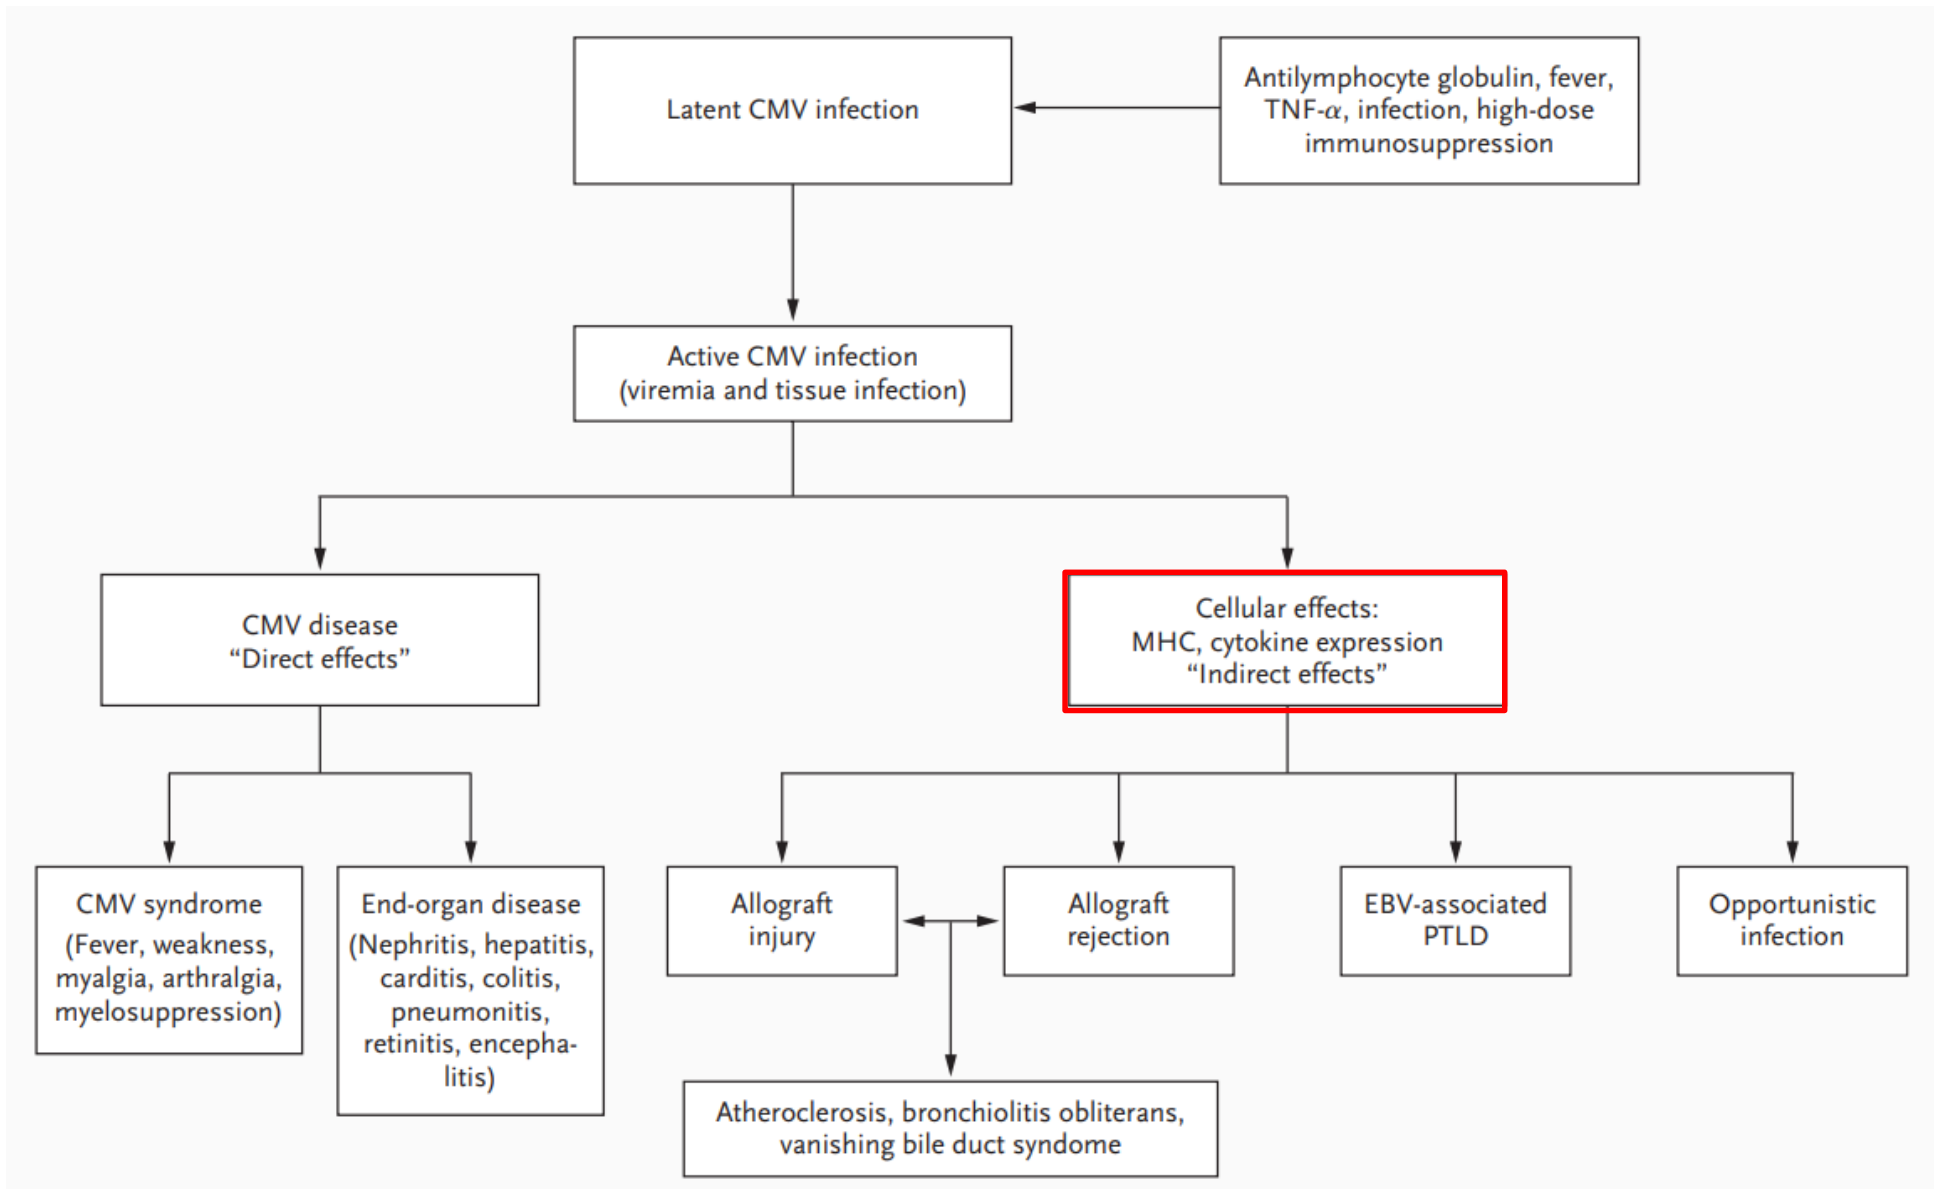 Latent CMV infection
Antilymphocyte globulin, fever,
TNF-α, infection, high-dose
immunosuppression
Active CMV infection
(viremia and tissue infection)
CMV disease
“Direct effects”
Cellular effects:
MHC, cytokine expression
“Indirect effects”
CMV syndrome
(Fever, weakness,
myalgia, arthralgia,
myelosuppression)
End-organ disease
(Nephritis, hepatitis,
carditis, colitis,
pneumonitis,
retinitis, encepha-
litis)
Allograft
injury
Allograft
rejection
EBV-associated
PTLD
Opportunistic
infection
Atheroclerosis, bronchiolitis obliterans,
vanishing bile duct syndome